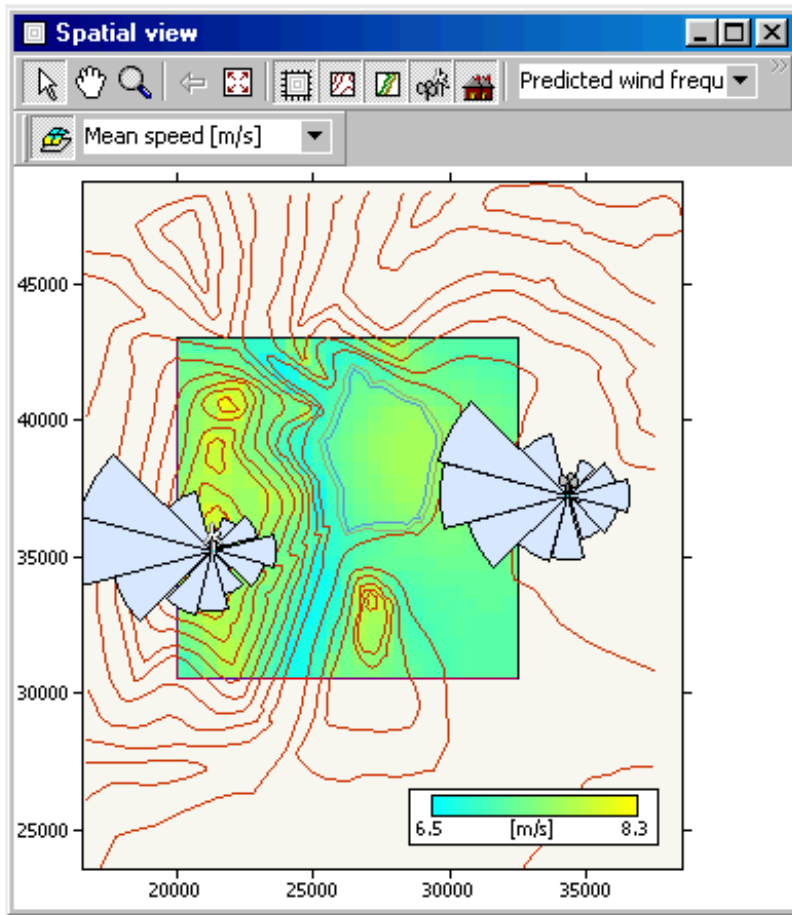 Spatial view
Predicted wind frequ
Mean speed [m/s]
45000
40000
35000
30000
25000
6.5 [m/s] 8.3
20000 25000 30000 35000